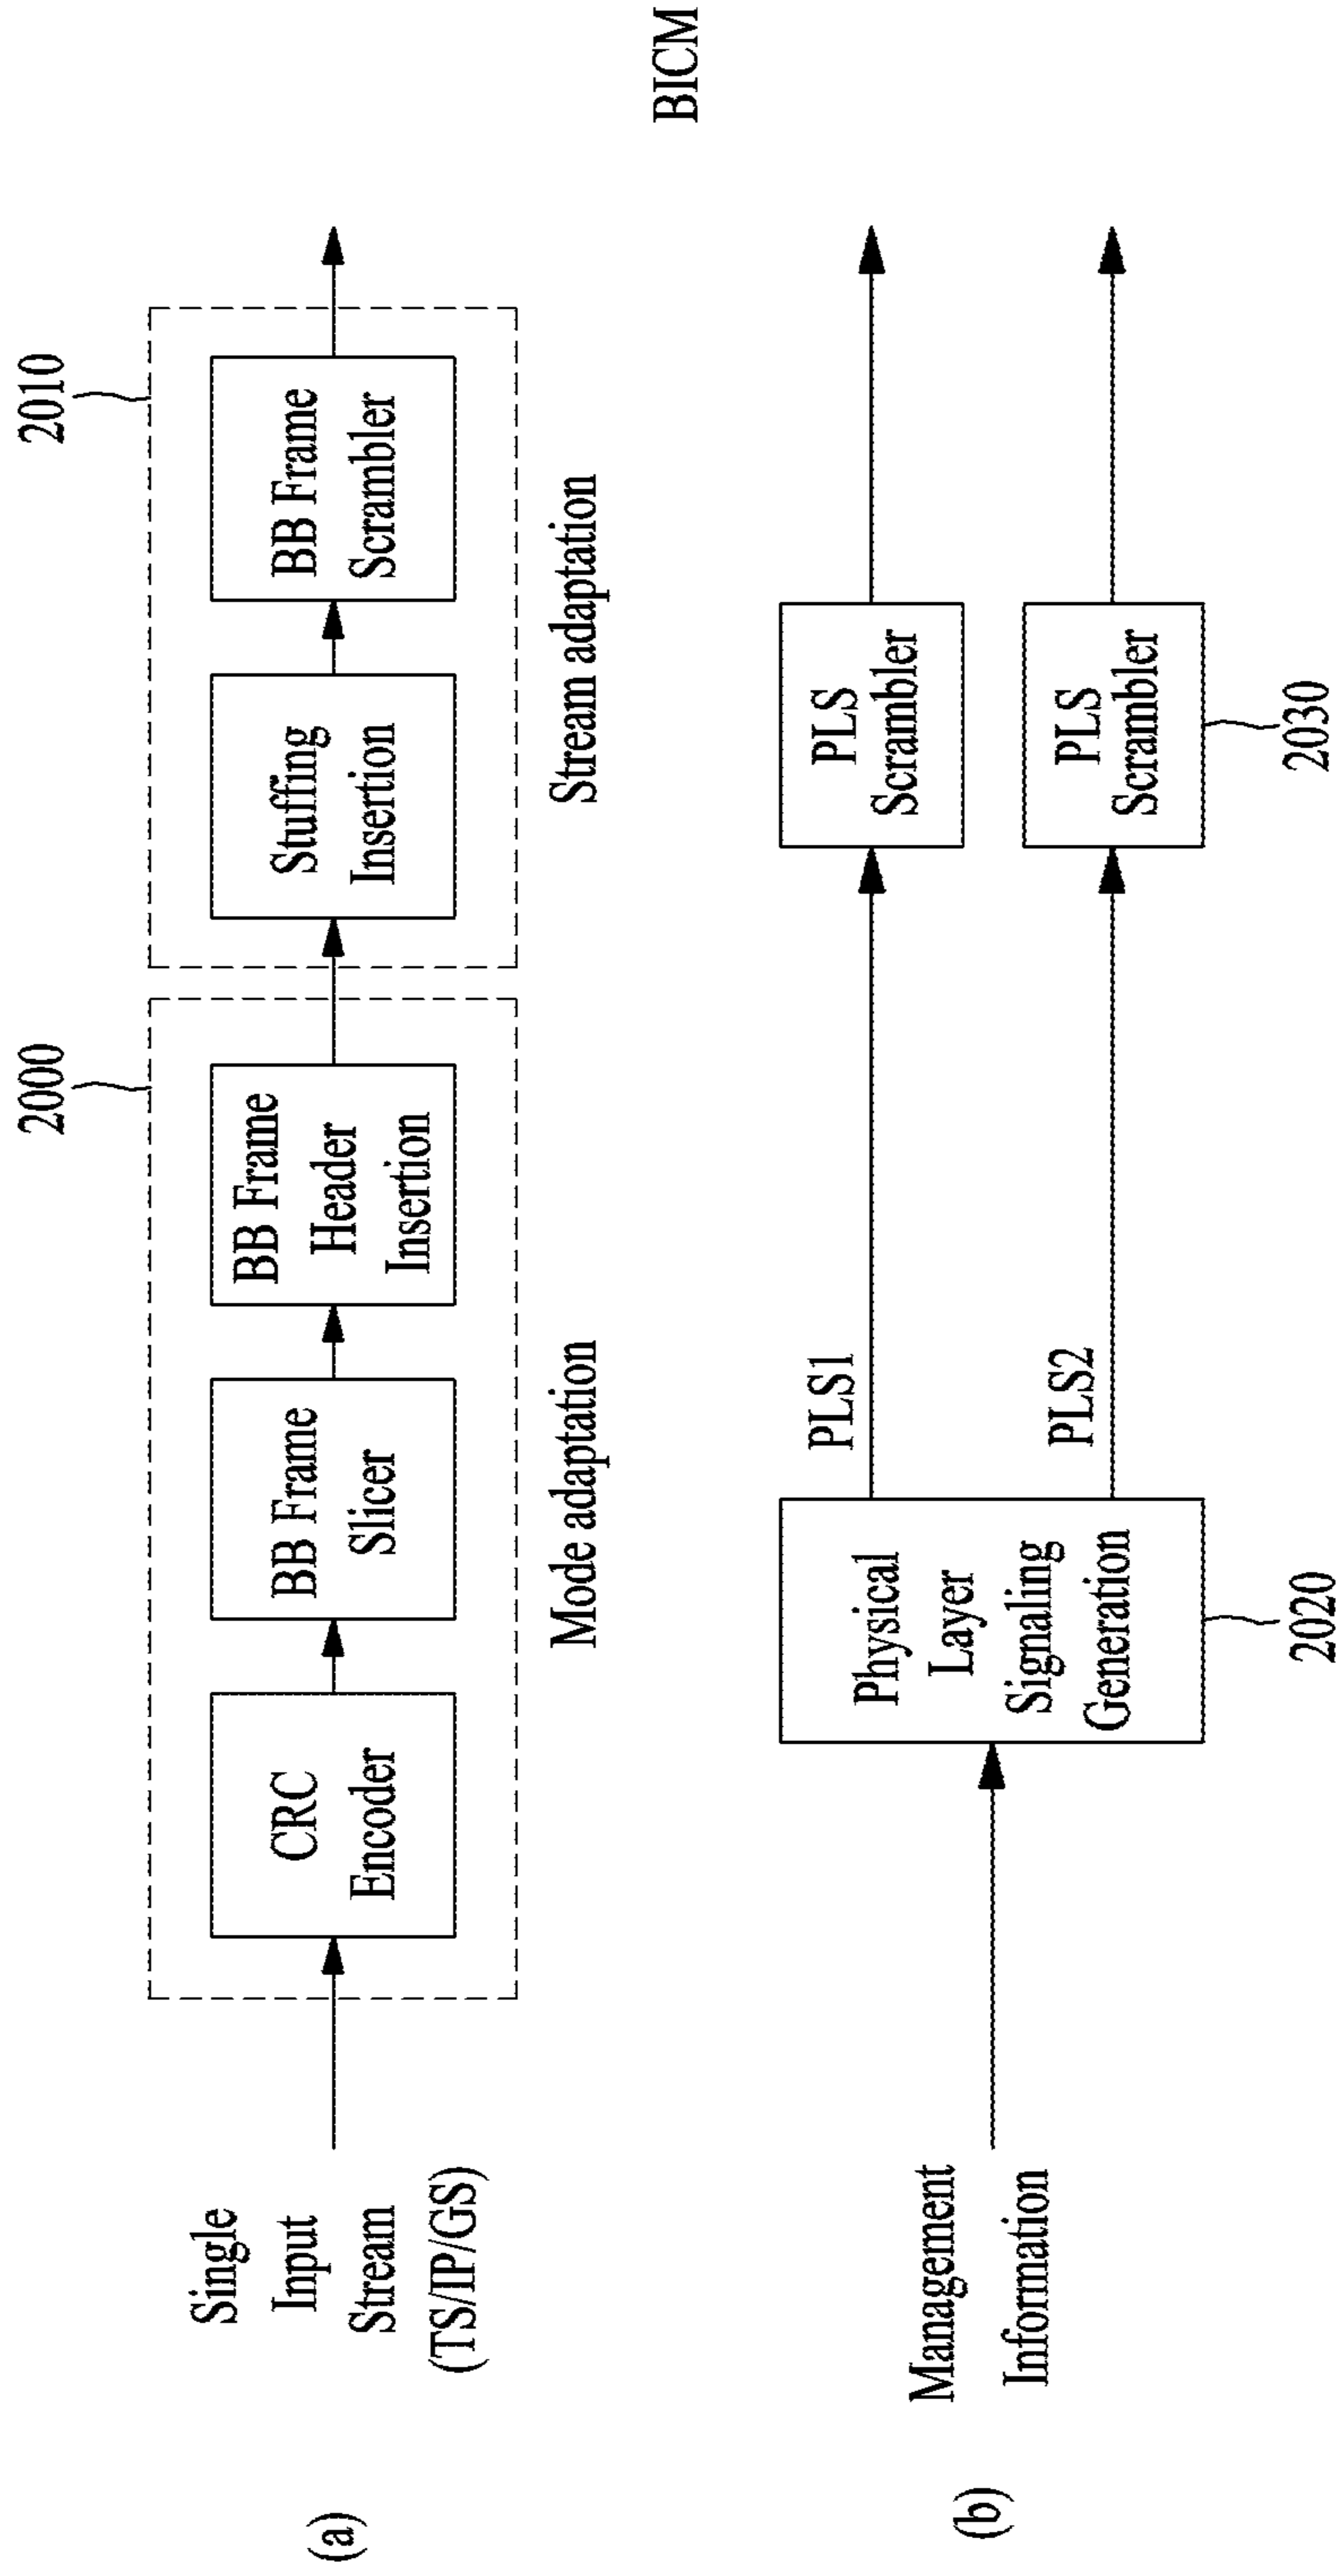 2000
2010
(a)
Single
Input
Stream
(TS/IP/GS)
CRC
Encoder
BB Frame
Slicer
BB Frame
Header
Insertion
Stuffing
Insertion
BB Frame
Scrambler
Mode adaptation
Stream adaptation
BICM
(b)
Management
Information
Physical
Layer
Signaling
Generation
PLS1
PLS2
PLS
Scrambler
PLS
Scrambler
2020
2030